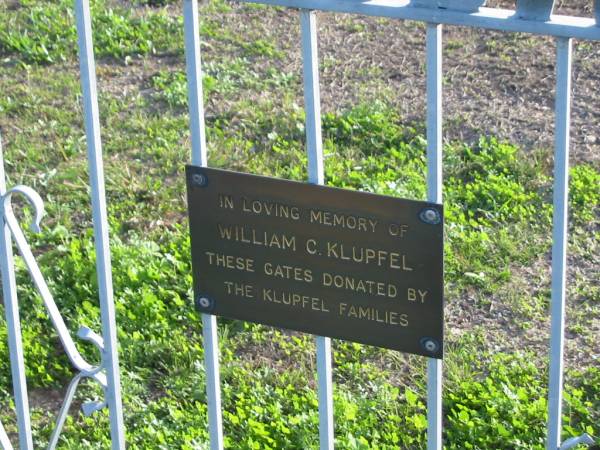 IN LOVING MEMORY OF
WILLIAM C. KLUPFEL
THESE GATES DONATED BY
THE KLUPFEL FAMILIES